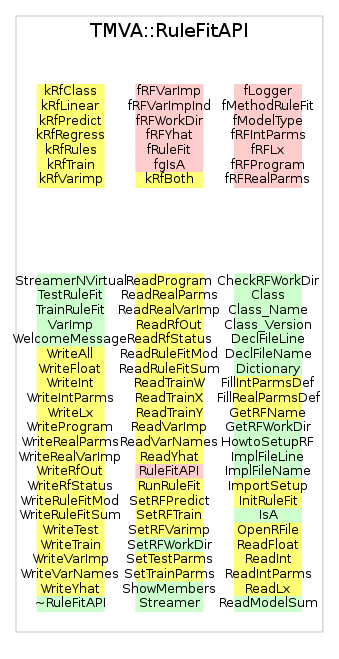 TMVA::RuleFitAPI
kRfClass fRFVarImp fLogger
kRfLinear fRFVarImpInd fMethodRuleFit
kRfPredict fRFWorkDir fModelType
kRfRegress fRFYhat fRFIntParms
kRfRules fRuleFit fRFLx
kRfTrain fgIsA fRFProgram
kRfVarimp kRfBoth fRFRealParms
StreamerNVirtual ReadProgram CheckRFWorkDir
TestRuleFit ReadRealParms Class
TrainRuleFit ReadRealVarImp Class_Name
VarImp ReadRfOut Class_Version
WelcomeMessage ReadRfStatus DeclFileLine
WriteAll ReadRuleFitMod DeclFileName
WriteFloat ReadRuleFitSum Dictionary
WriteInt ReadTrainW FillIntParmsDef
WriteIntParms ReadTrainX FillRealParmsDef
WriteLx ReadTrainY GetRFName
WriteProgram ReadVarImp GetRFWorkDir
WriteRealParms ReadVarNames HowtoSetupRF
WriteRealVarImp ReadYhat ImplFileLine
WriteRfOut RuleFitAPI ImplFileName
WriteRfStatus RunRuleFit ImportSetup
WriteRuleFitMod SetRFPredict InitRuleFit
WriteRuleFitSum SetRFTrain IsA
WriteTest SetRFVarimp OpenRFile
WriteTrain SetRFWorkDir ReadFloat
WriteVarImp SetTestParms ReadInt
WriteVarNames SetTrainParms ReadIntParms
WriteYhat ShowMembers ReadLx
~RuleFitAPI Streamer ReadModelSum